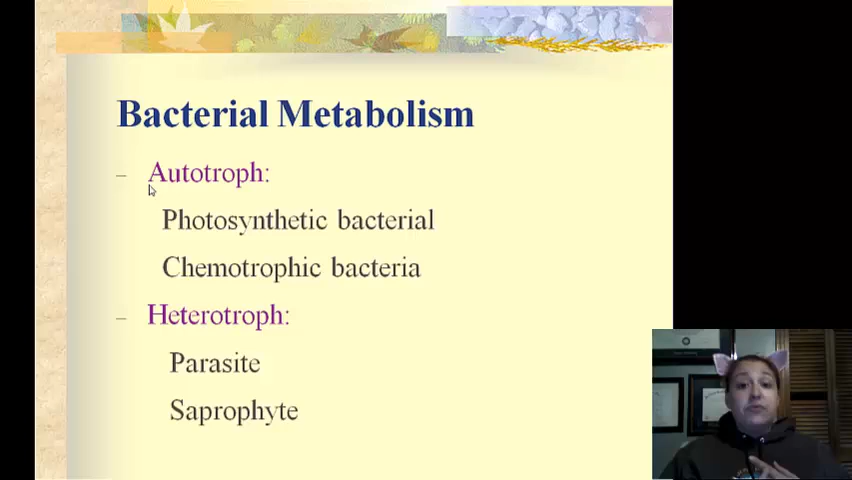 Bacterial Metabolism
– Autotroph:
Photosynthetic bacterial
Chemotrophic bacteria
– Heterotroph:
Parasite
Saprophyte